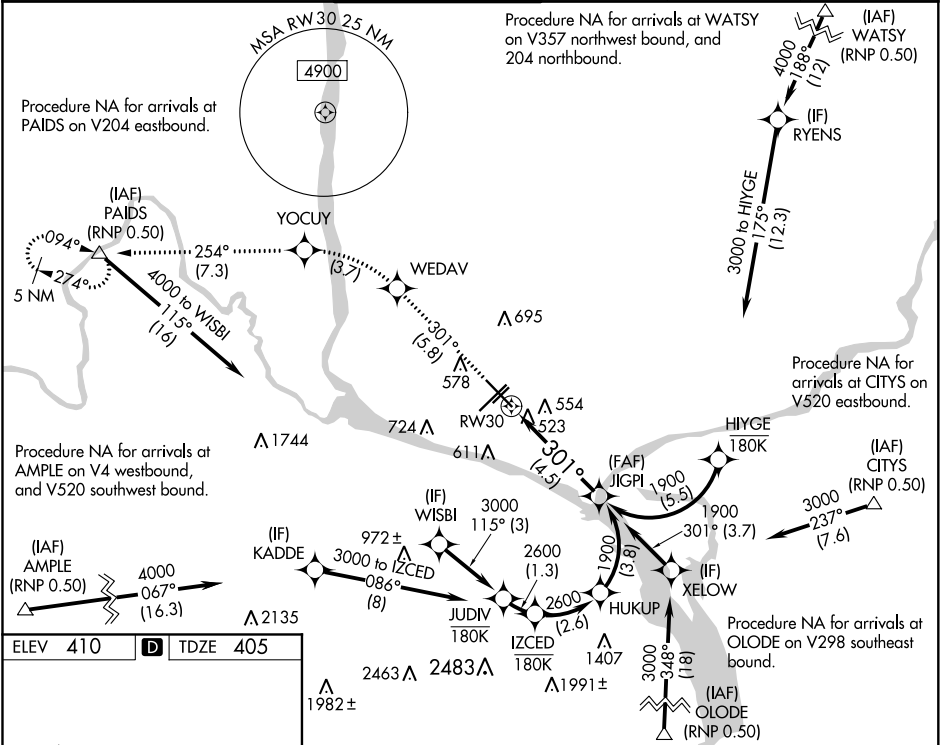 MSA RW30 25 NM
4900
Procedure NA for arrivals at WATSY
on V357 northwest bound, and
204 northbound.
(IAF)
WATSY
(RNP 0.50)
4000
188°
(12)
(IF)
RYENS
3000 to HIYGE
175°
(12.3)
Procedure NA for arrivals at
PAIDS on V204 eastbound.
(IAF)
PAIDS
(RNP 0.50)
094°
274°
5 NM
YOCUY
254°
(7.3)
(3.7)
WEDAV
4000 to WISBI
115°
(16)
301°
(5.8)
695
578
RW30
554
523
724
611
1744
301°
(4.5)
Procedure NA for
arrivals at CITYS on
V520 eastbound.
HIYGE
180K
(FAF)
JIGPI
1900
(5.5)
(IAF)
CITYS
(RNP 0.50)
3000
237°
(7.6)
1900
301° (3.7)
Procedure NA for arrivals at
AMPLE on V4 westbound,
and V520 southwest bound.
(IAF)
AMPLE
(RNP 0.50)
4000
067°
(16.3)
(IF)
KADDE
972±
3000 to IZCED
086°
(8)
(IF)
WISBI
3000
115° (3)
2600
(1.3)
JUDIV
180K
IZCED
180K
2600
(2.6)
1900
(3.8)
HUKUP
(IF)
XELOW
2135
2463
2483
1982±
1991±
1407
3000
348°
(18)
Procedure NA for arrivals at
OLODE on V298 southeast
bound.
(IAF)
OLODE
(RNP 0.50)
ELEV 410 D TDZE 405